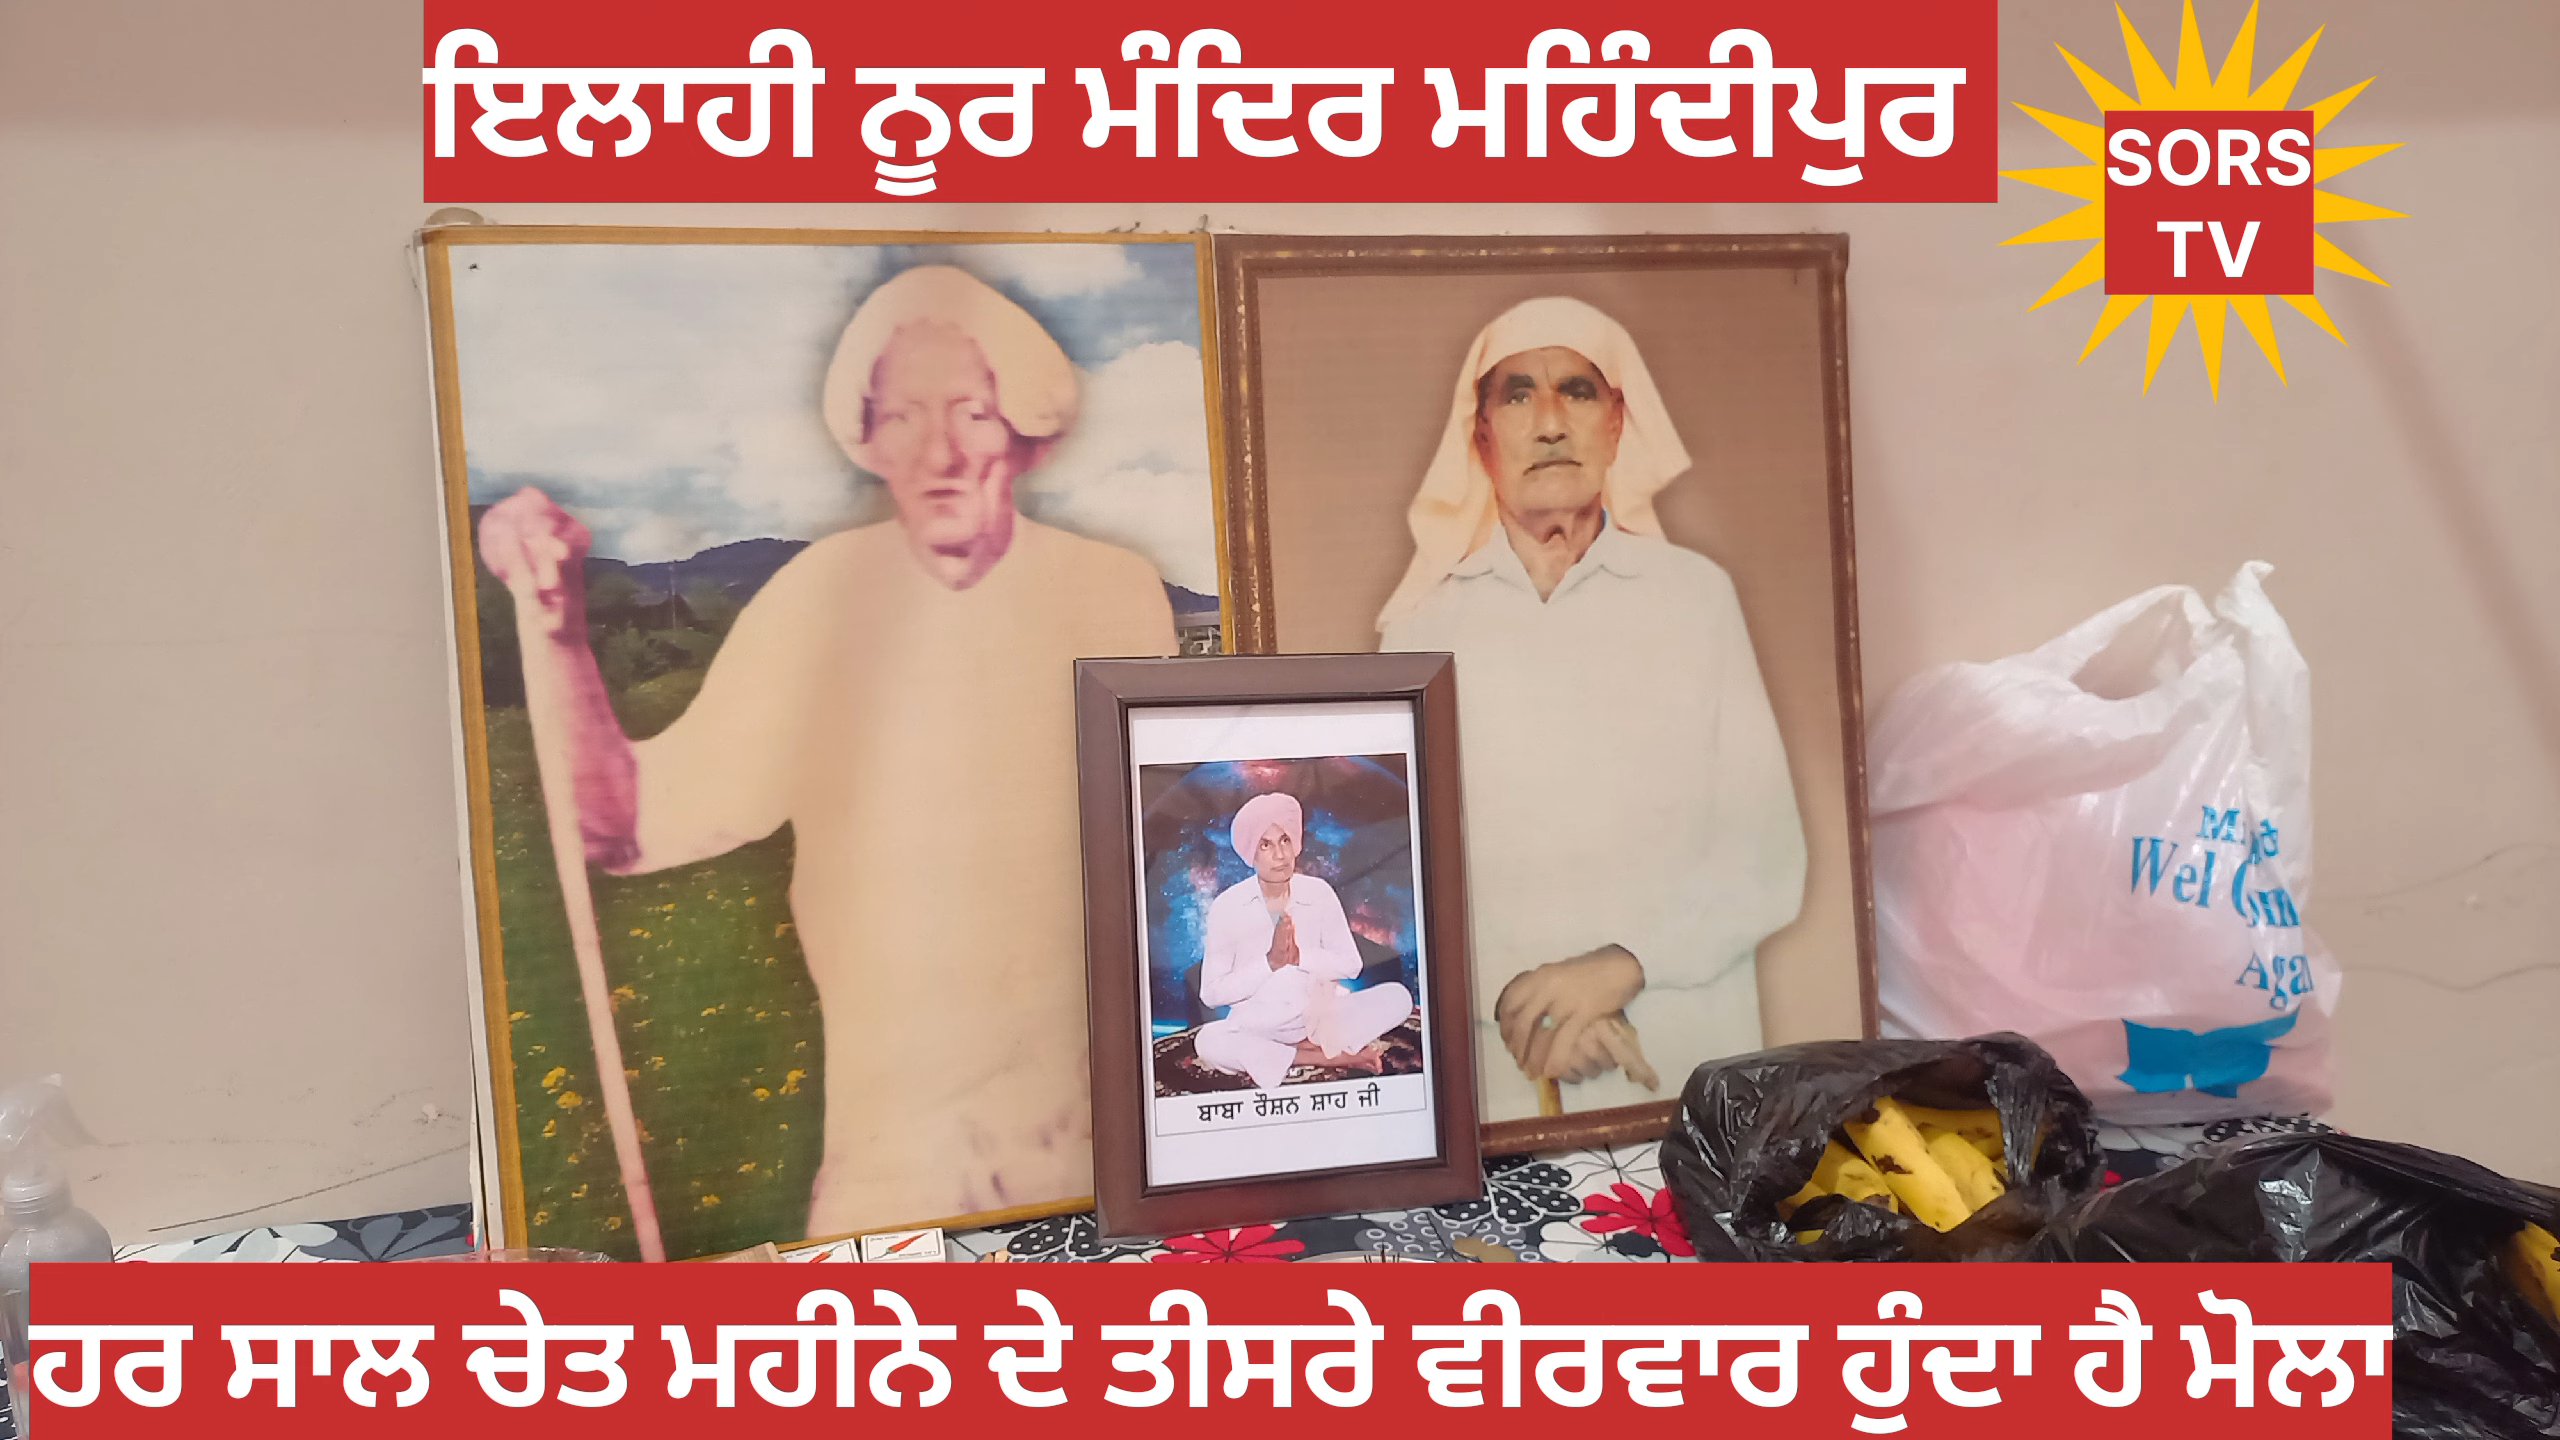 ਇਲਾਹੀ ਨੂਰ ਮੰਦਿਰ ਮਹਿੰਦੀਪੁਰ
SORS
TV
ਬਾਬਾ ਰੌਸ਼ਨ ਸ਼ਾਹ ਜੀ
Wel
ਹਰ ਸਾਲ ਚੇਤ ਮਹੀਨੇ ਦੇ ਤੀਸਰੇ ਵੀਰਵਾਰ ਹੁੰਦਾ ਹੈ ਮੇਲਾ